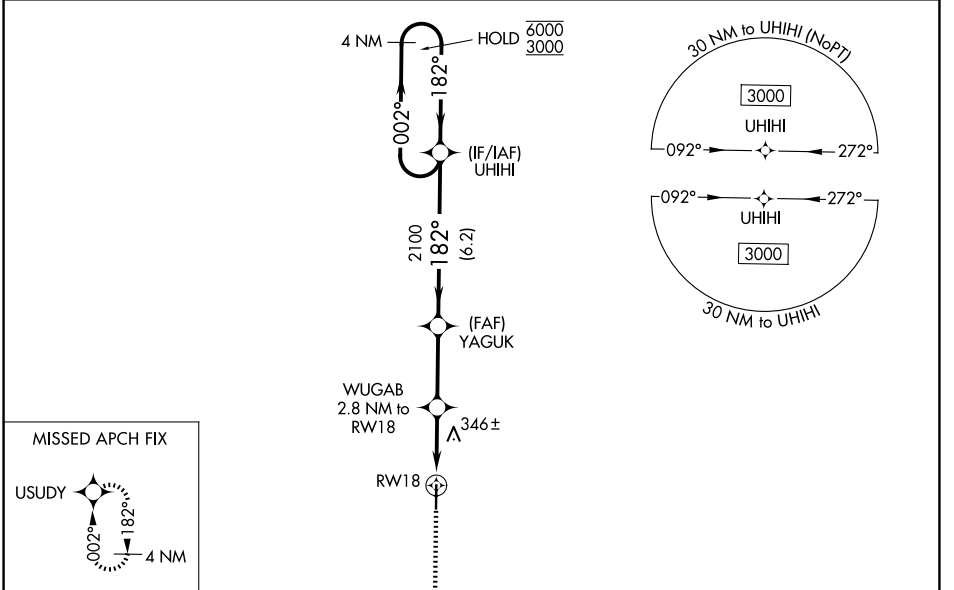 4 NM
HOLD 6000
3000
002°
182°
(IF/IAF)
UHIHI
2100
182°
(6.2)
(FAF)
YAGUK
WUGAB
2.8 NM to
RW18
346±
RW18
30 NM to UHIHI (NoPT)
3000
UHIHI
092°
272°
092°
272°
UHIHI
3000
30 NM to UHIHI
MISSED APCH FIX
USUDY
002°
182°
4 NM